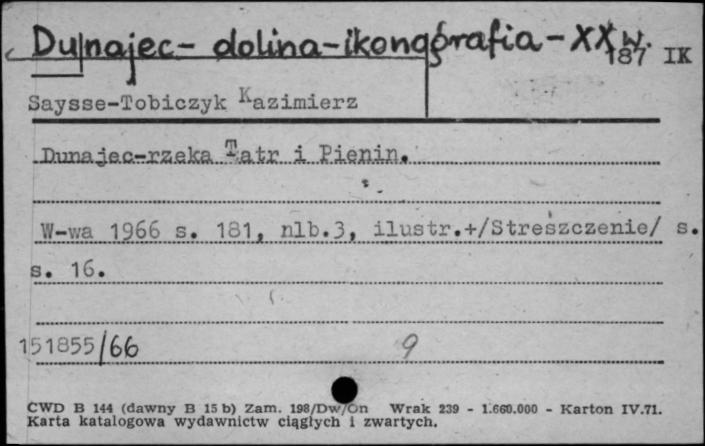 Dunajec- dolina-ikonografia-XX w.
187 IK
Saysse-Tobiczyk Kazimierz
Dunajec-rzeka Tatr i Pienin.
W-wa 1966 s. 181, nlb.3, ilustr.+/Streszczenie/ s.
s. 16.
151855/66 9
CWD B 144 (dawny B 15 b) Zam. 198/Dw/On Wrak 239 - 1.660.000 - Karton IV.71.
Karta katalogowa wydawnictw ciągłych i zwartych.